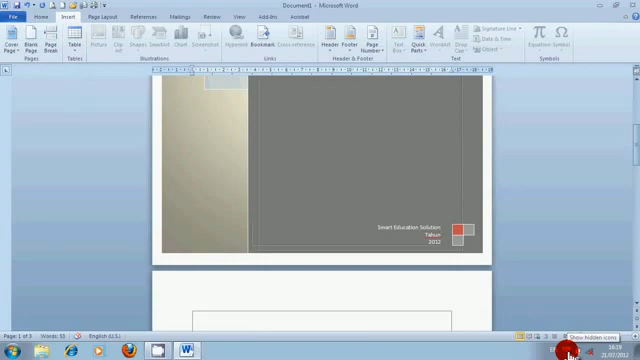 Document1 - Microsoft Word
File Home Insert Page Layout References Mailings Review View Add-Ins Acrobat
Cover Page Blank Page Page Break Table Picture Clip Art Shapes SmartArt Chart Screenshot Hyperlink Bookmark Cross-reference Header Footer Page Number Text Box Quick Parts WordArt Drop Cap Signature Line Date & Time Object Equation Symbol
Pages Tables Illustrations Links Header & Footer Text Symbols
Smart Education Solution
Tahun
2012
Page: 1 of 3 Words: 53 English (U.S.)
Show hidden icons
16:19
21/07/2012